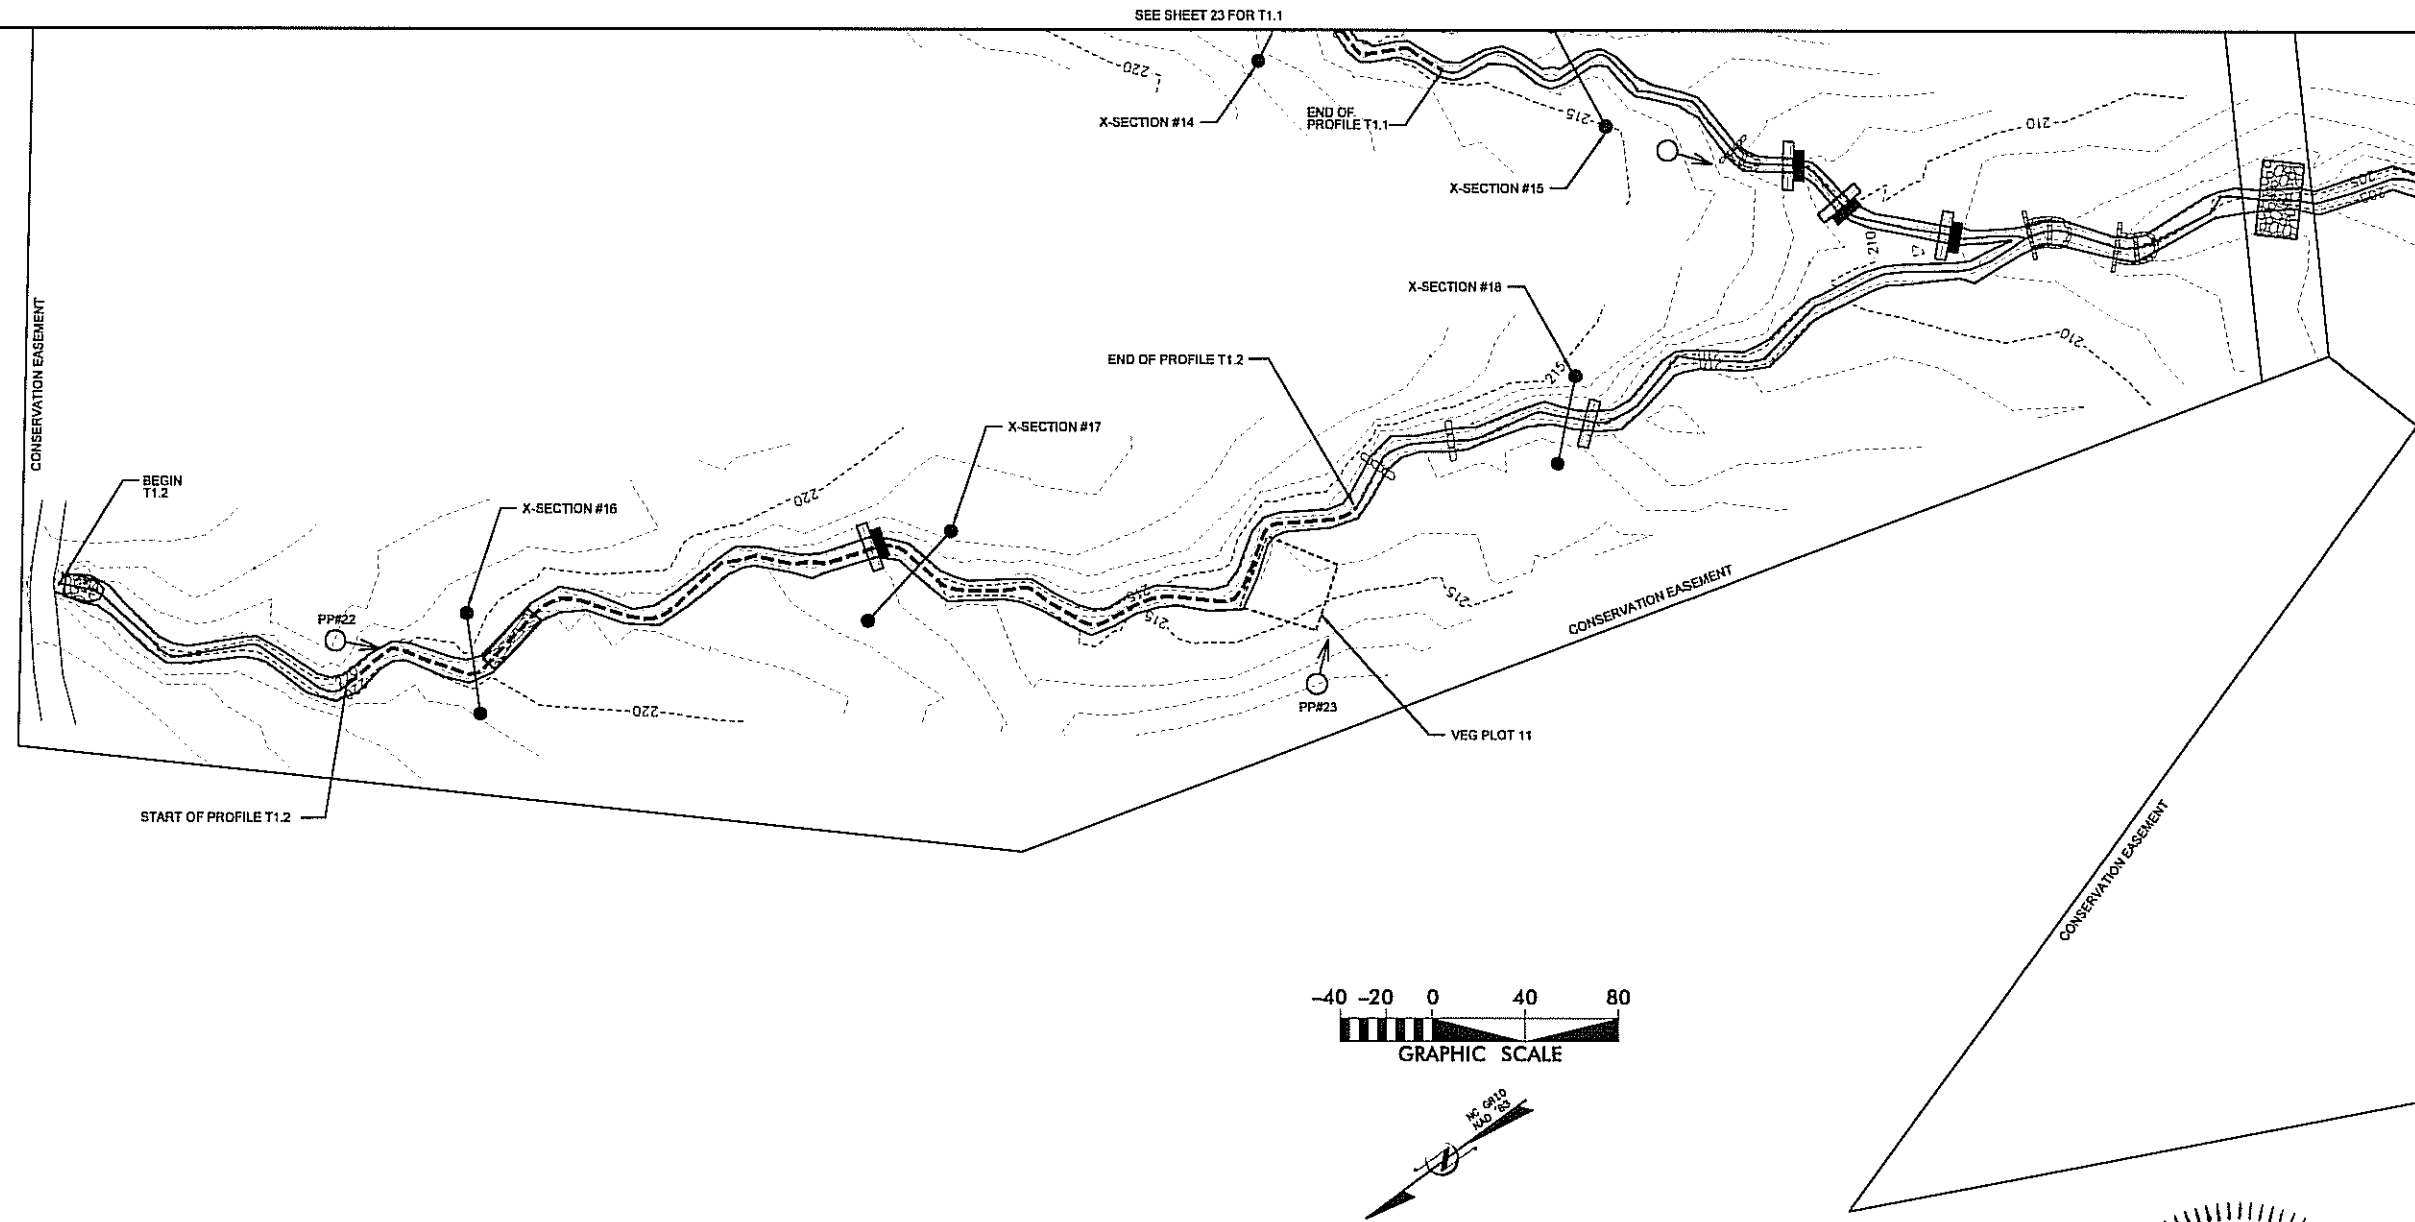 SEE SHEET 23 FOR T1.1
220
X-SECTION #14
END OF
PROFILE T1.1
215
X-SECTION #15
210
205
205
210
X-SECTION #18
215
210
END OF PROFILE T1.2
CONSERVATION EASEMENT
X-SECTION #17
BEGIN
T1.2
X-SECTION #16
220
215
215
215
PP#22
220
CONSERVATION EASEMENT
PP#23
VEG PLOT 11
START OF PROFILE T1.2
CONSERVATION EASEMENT
-40 -20 0 40 80
GRAPHIC SCALE
NC GRID
NAD '83